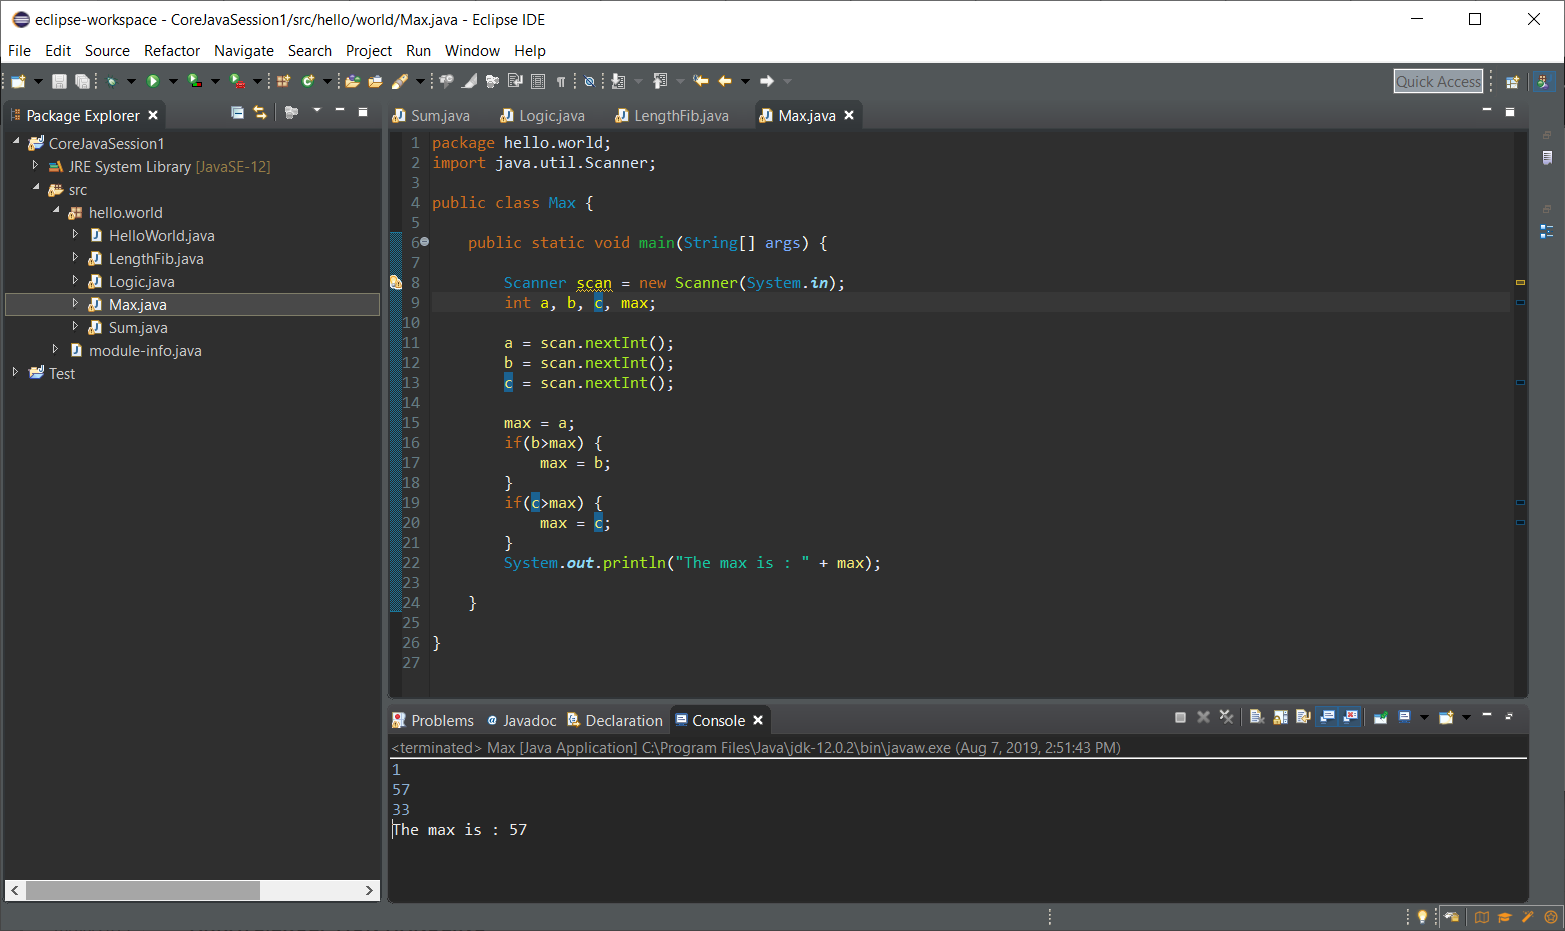 eclipse-workspace - CoreJavaSession1/src/hello/world/Max.java - Eclipse IDE
File Edit Source Refactor Navigate Search Project Run Window Help
Quick Access
Package Explorer
CoreJavaSession1
JRE System Library [JavaSE-12]
src
hello.world
HelloWorld.java
LengthFib.java
Logic.java
Max.java
Sum.java
module-info.java
Test
Sum.java Logic.java LengthFib.java Max.java
1 package hello.world;
2 import java.util.Scanner;
3
4 public class Max {
5
6     public static void main(String[] args) {
7
8         Scanner scan = new Scanner(System.in);
9         int a, b, c, max;
10
11         a = scan.nextInt();
12         b = scan.nextInt();
13         c = scan.nextInt();
14
15         max = a;
16         if(b>max) {
17             max = b;
18         }
19         if(c>max) {
20             max = c;
21         }
22         System.out.println("The max is : " + max);
23
24     }
25
26 }
27
Problems Javadoc Declaration Console
<terminated> Max [Java Application] C:\Program Files\Java\jdk-12.0.2\bin\javaw.exe (Aug 7, 2019, 2:51:43 PM)
1
57
33
The max is : 57